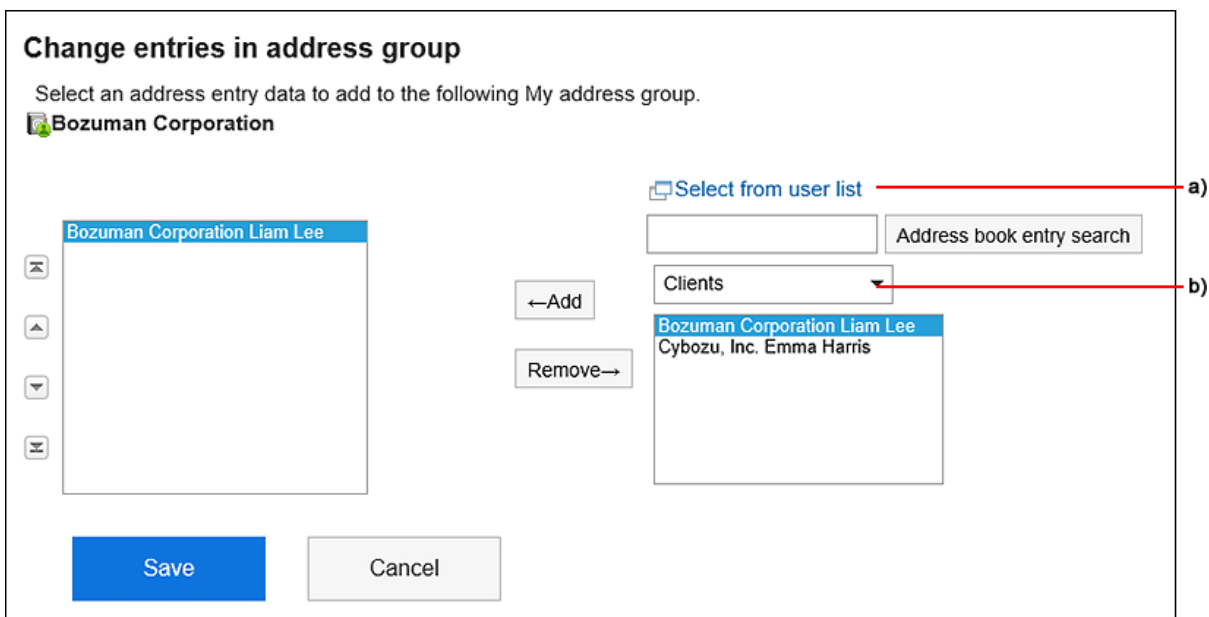 Change entries in address group
Select an address entry data to add to the following My address group.
Bozuman Corporation
Select from user list
a)
Address book entry search
Clients
b)
Bozuman Corporation Liam Lee
←Add
Remove→
Bozuman Corporation Liam Lee
Cybozu, Inc. Emma Harris
Save
Cancel